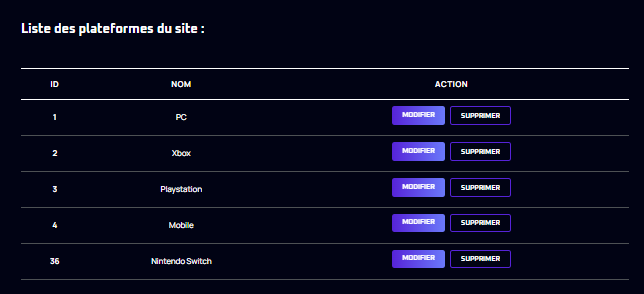 Liste des plateformes du site :
ID NOM ACTION
1 PC MODIFIER SUPPRIMER
2 Xbox MODIFIER SUPPRIMER
3 Playstation MODIFIER SUPPRIMER
4 Mobile MODIFIER SUPPRIMER
36 Nintendo Switch MODIFIER SUPPRIMER